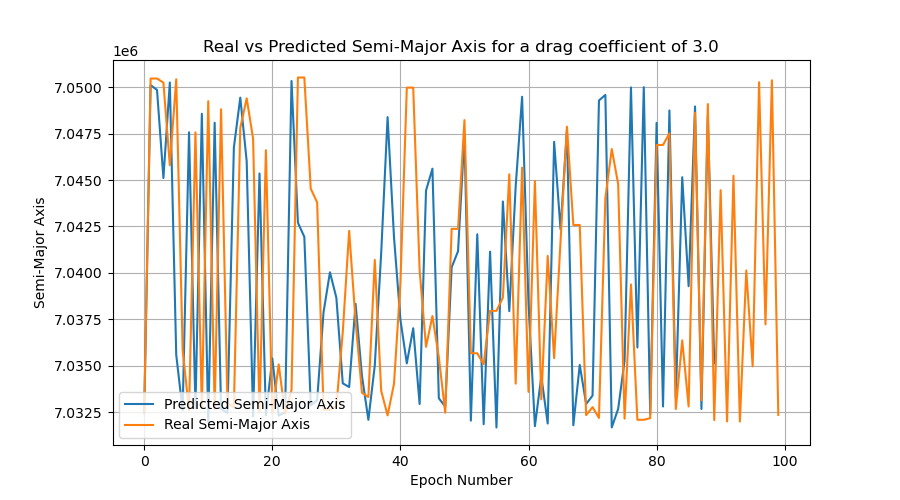 Real vs Predicted Semi-Major Axis for a drag coefficient of 3.0
1e6
7.0500
7.0475
7.0450
7.0425
7.0400
7.0375
7.0350
7.0325
Semi-Major Axis
Predicted Semi-Major Axis
Real Semi-Major Axis
0 20 40 60 80 100
Epoch Number